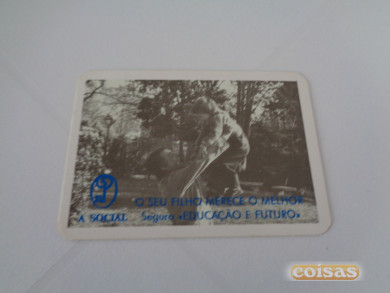 O SEU FILHO MERECE O MELHOR
A SOCIAL Seguro «EDUCAÇÃO E FUTURO»
coisas